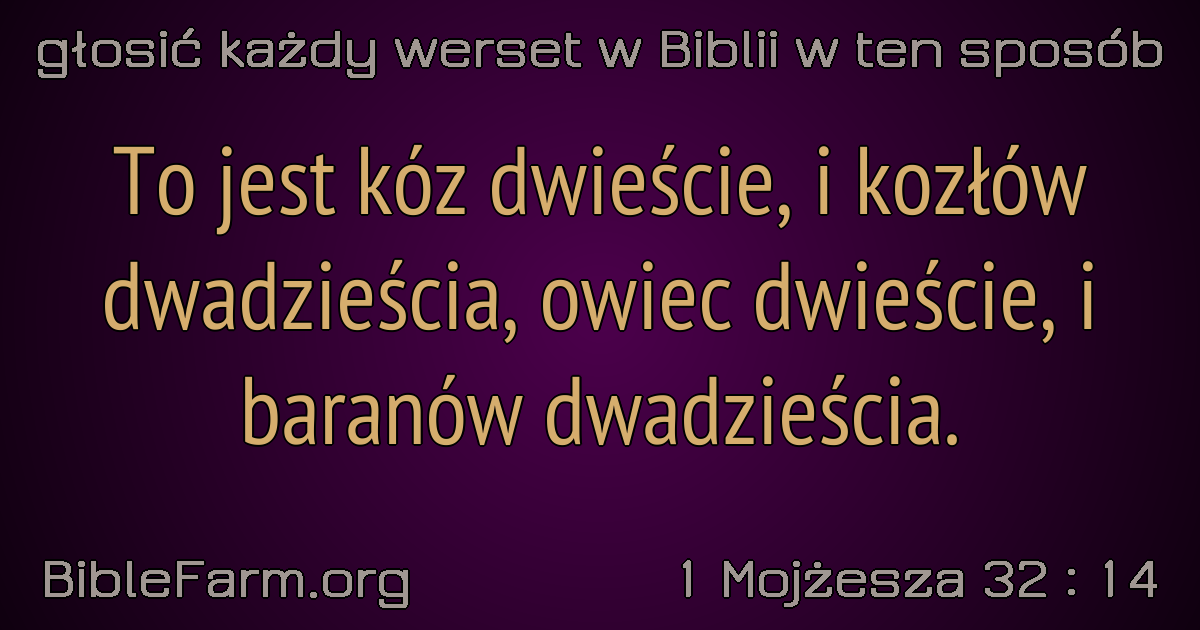 głosić każdy werset w Biblii w ten sposób
To jest kóz dwieście, i kozłów
dwadzieścia, owiec dwieście, i
baranów dwadzieścia.
BibleFarm.org
1 Mojżesza 32 : 14